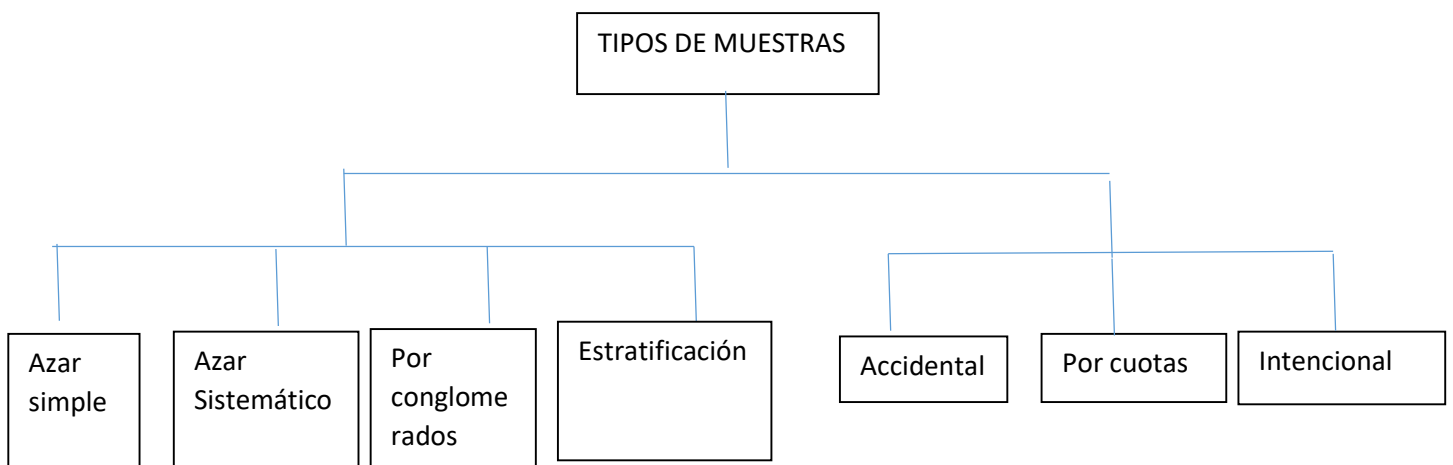 TIPOS DE MUESTRAS
Azar
simple
Azar
Sistemático
Por
conglome
rados
Estratificación
Accidental
Por cuotas
Intencional